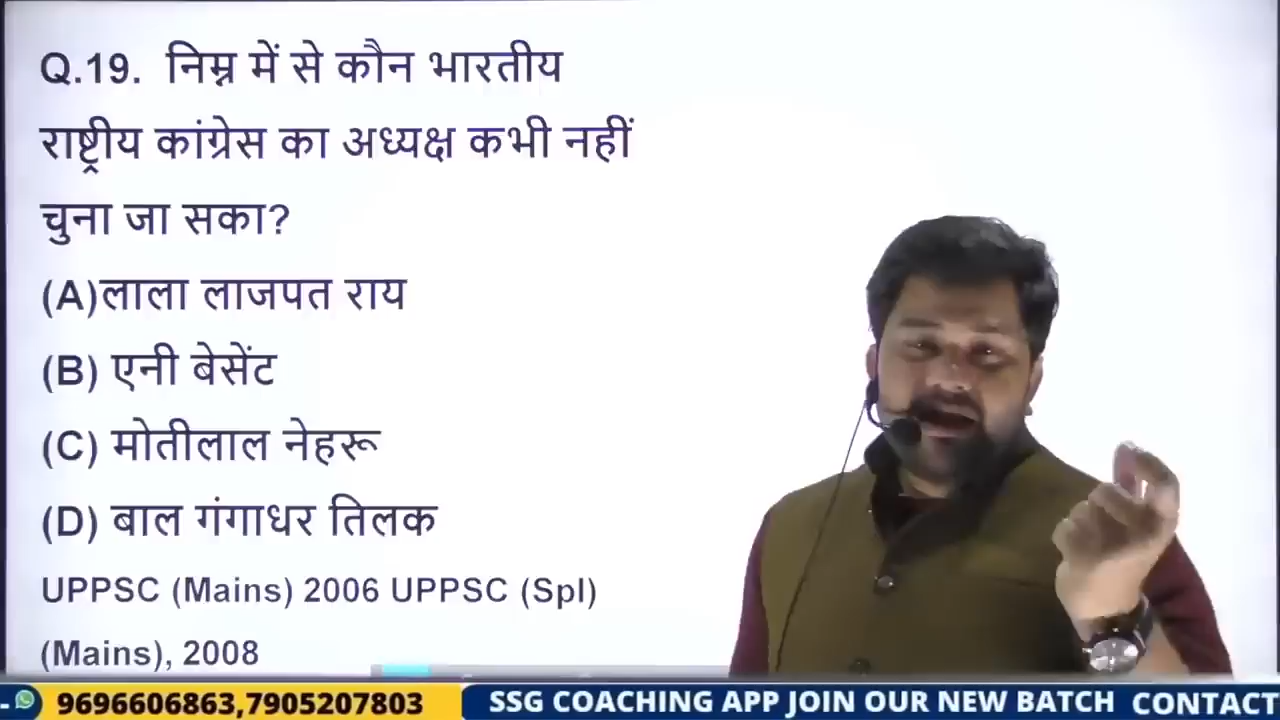 Q.19. निम्न में से कौन भारतीय
राष्ट्रीय कांग्रेस का अध्यक्ष कभी नहीं
चुना जा सका?
(A)लाला लाजपत राय
(B) एनी बेसेंट
(C) मोतीलाल नेहरू
(D) बाल गंगाधर तिलक
UPPSC (Mains) 2006 UPPSC (Spl)
(Mains), 2008
- 9696606863,7905207803 SSG COACHING APP JOIN OUR NEW BATCH CONTACT